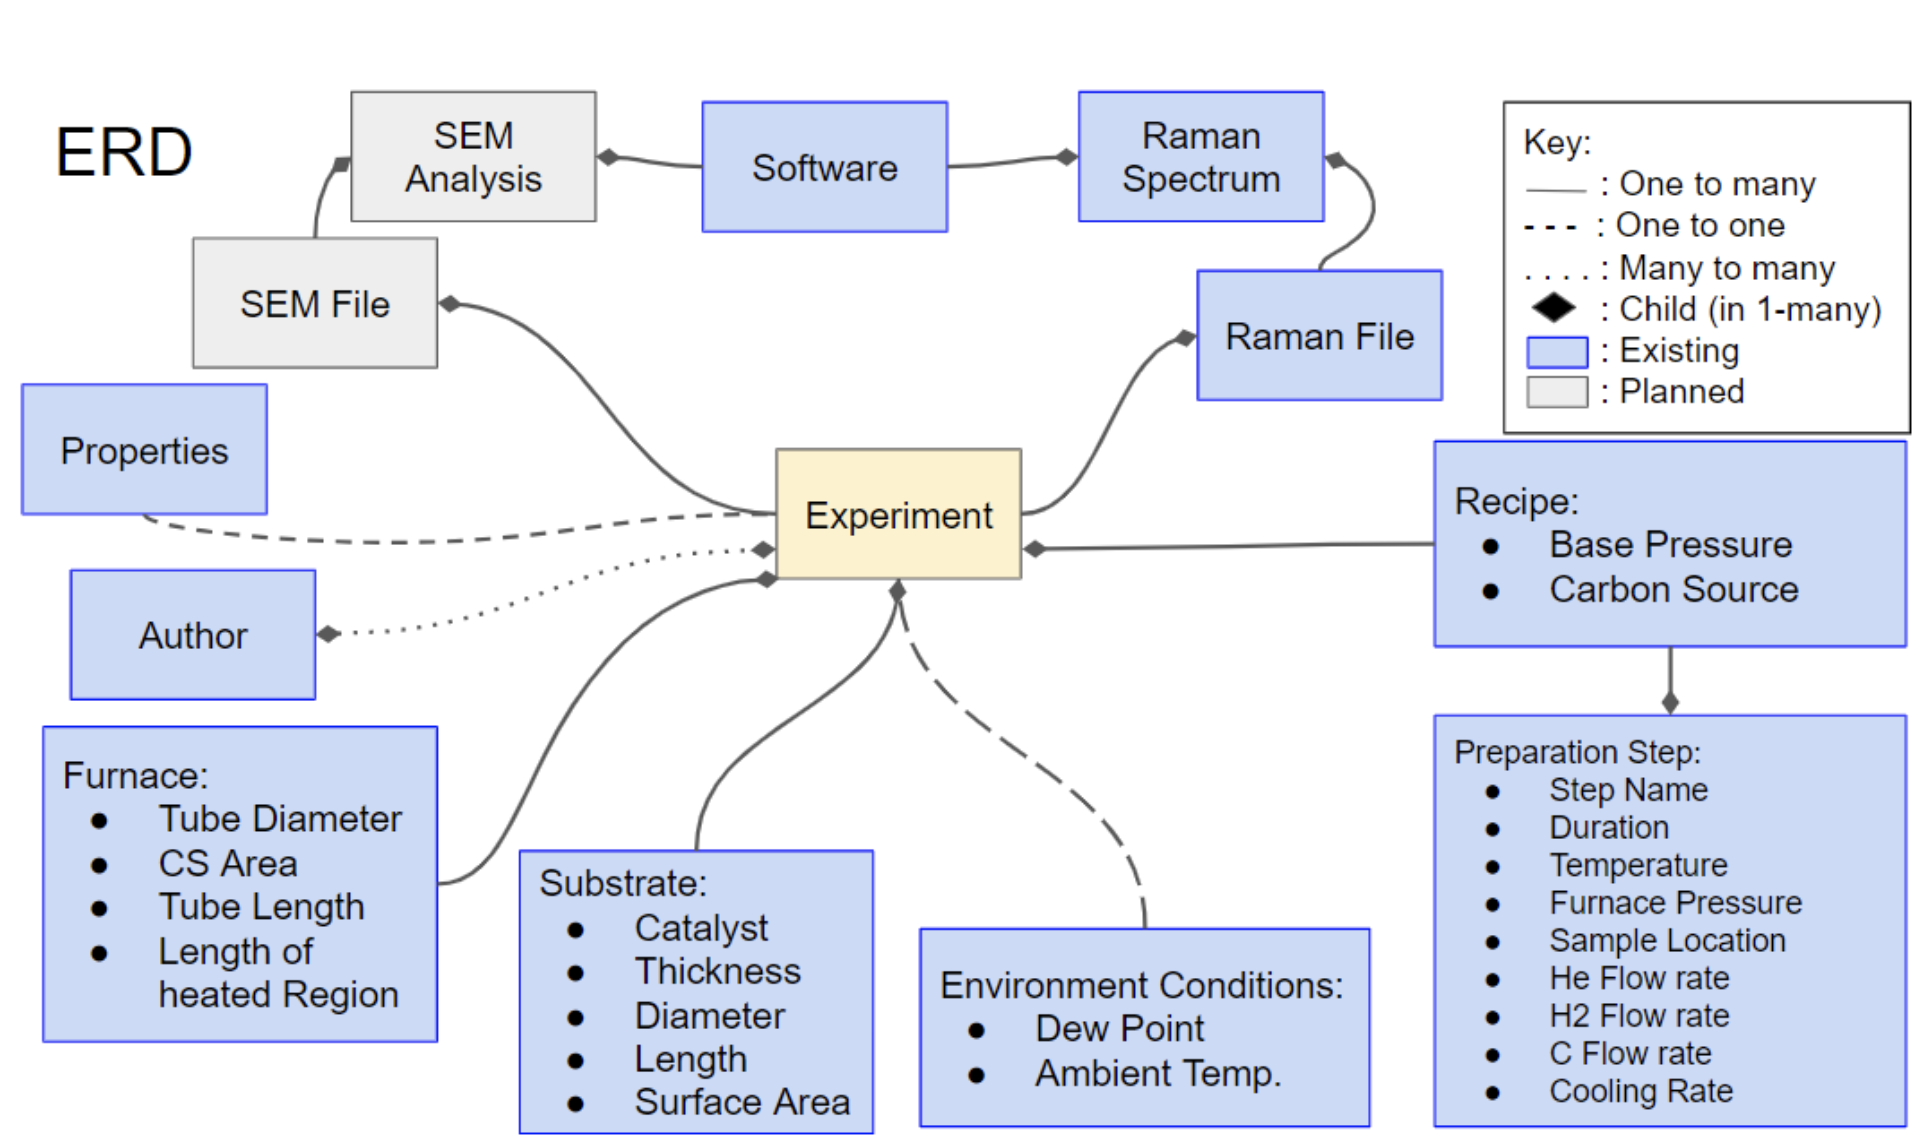 ERD
SEM
Analysis
Software
Raman
Spectrum
Key:
: One to many
- - - : One to one
. . . . : Many to many
: Child (in 1-many)
: Existing
: Planned
SEM File
Raman File
Properties
Experiment
Author
Recipe:
● Base Pressure
● Carbon Source
Furnace:
● Tube Diameter
● CS Area
● Tube Length
● Length of
heated Region
Substrate:
● Catalyst
● Thickness
● Diameter
● Length
● Surface Area
Environment Conditions:
● Dew Point
● Ambient Temp.
Preparation Step:
● Step Name
● Duration
● Temperature
● Furnace Pressure
● Sample Location
● He Flow rate
● H2 Flow rate
● C Flow rate
● Cooling Rate